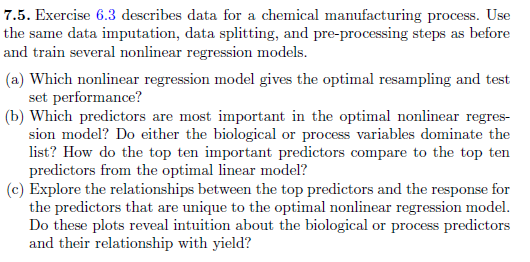 7.5. Exercise 6.3 describes data for a chemical manufacturing process. Use
the same data imputation, data splitting, and pre-processing steps as before
and train several nonlinear regression models.
(a) Which nonlinear regression model gives the optimal resampling and test
set performance?
(b) Which predictors are most important in the optimal nonlinear regres-
sion model? Do either the biological or process variables dominate the
list? How do the top ten important predictors compare to the top ten
predictors from the optimal linear model?
(c) Explore the relationships between the top predictors and the response for
the predictors that are unique to the optimal nonlinear regression model.
Do these plots reveal intuition about the biological or process predictors
and their relationship with yield?